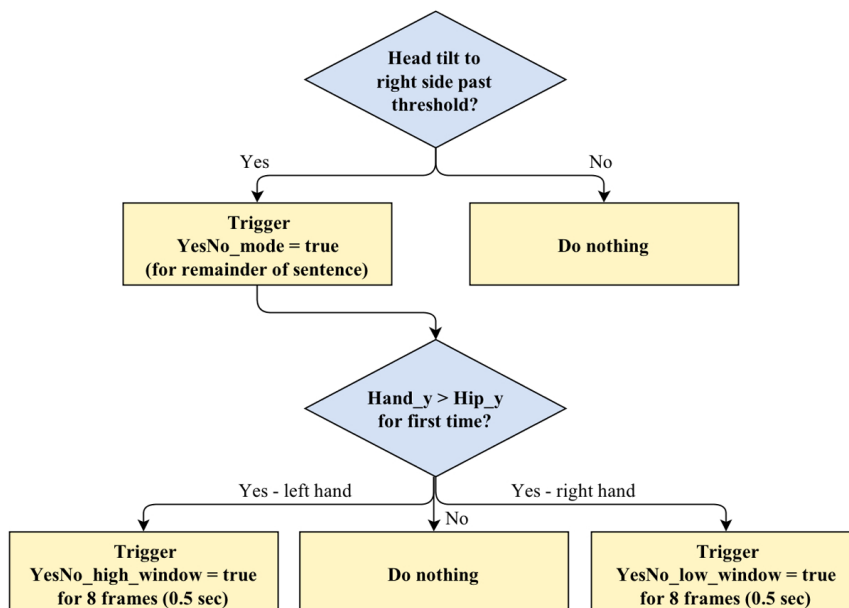 Head tilt to
right side past
threshold?
Yes
No
Trigger
YesNo_mode = true
(for remainder of sentence)
Do nothing
Hand_y > Hip_y
for first time?
Yes - left hand
No
Yes - right hand
Trigger
YesNo_high_window = true
for 8 frames (0.5 sec)
Do nothing
Trigger
YesNo_low_window = true
for 8 frames (0.5 sec)